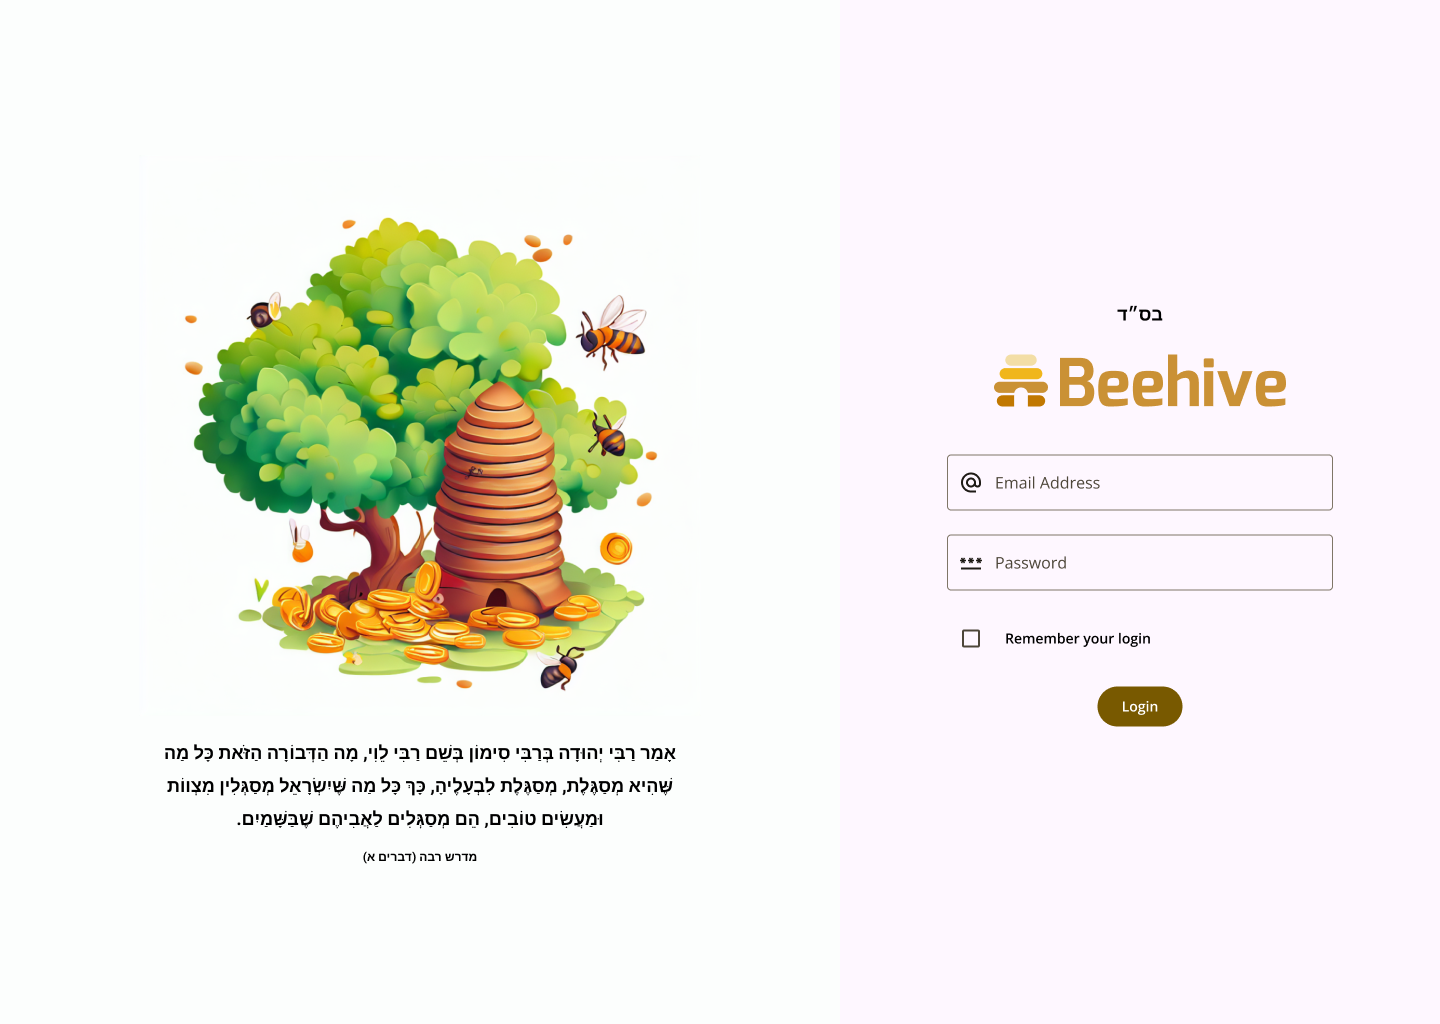 אָמַר רַבִּי יְהוּדָה בְּרַבִּי סִימוֹן בְּשֵׁם רַבִּי לֵוִי, מָה הַדְּבוֹרָה הַזֹּאת כָּל מַה
שֶּׁהִיא מְסַגֶּלֶת, מְסַגֶּלֶת לִבְעָלֶיהָ, כָּךְ כָּל מַה שֶּׁיִּשְׂרָאֵל מְסַגְּלִין מִצְווֹת
וּמַעֲשִׂים טוֹבִים, הֵם מְסַגְּלִים לַאֲבִיהֶם שֶׁבַּשָּׁמַיִם.
מדרש רבה (דברים א)
בס״ד
Beehive
Email Address
Password
Remember your login
Login